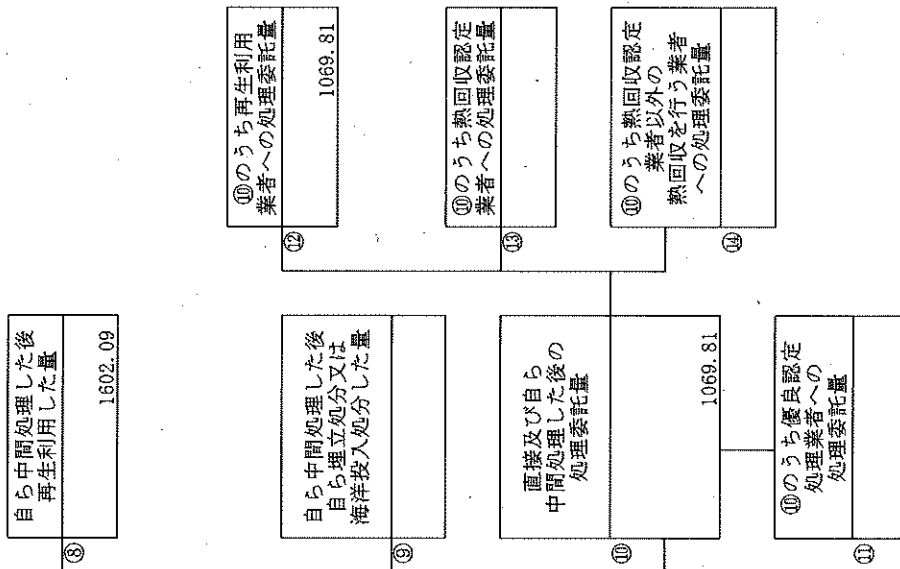 ⑧
自ら中間処理した後
再生利用した量
1602.09
⑨
自ら中間処理した後
自ら埋立処分又は
海洋投入処分した量
⑩
直接及び自ら
中間処理した後の
処理委託量
1069.81
⑪
⑩のうち優良認定
処理業者への
処理委託量
⑫
⑩のうち再生利用
業者への処理委託量
1069.81
⑬
⑩のうち熱回収認定
業者への処理委託量
⑭
⑩のうち熱回収認定
業者以外の
熱回収を行う業者
への処理委託量